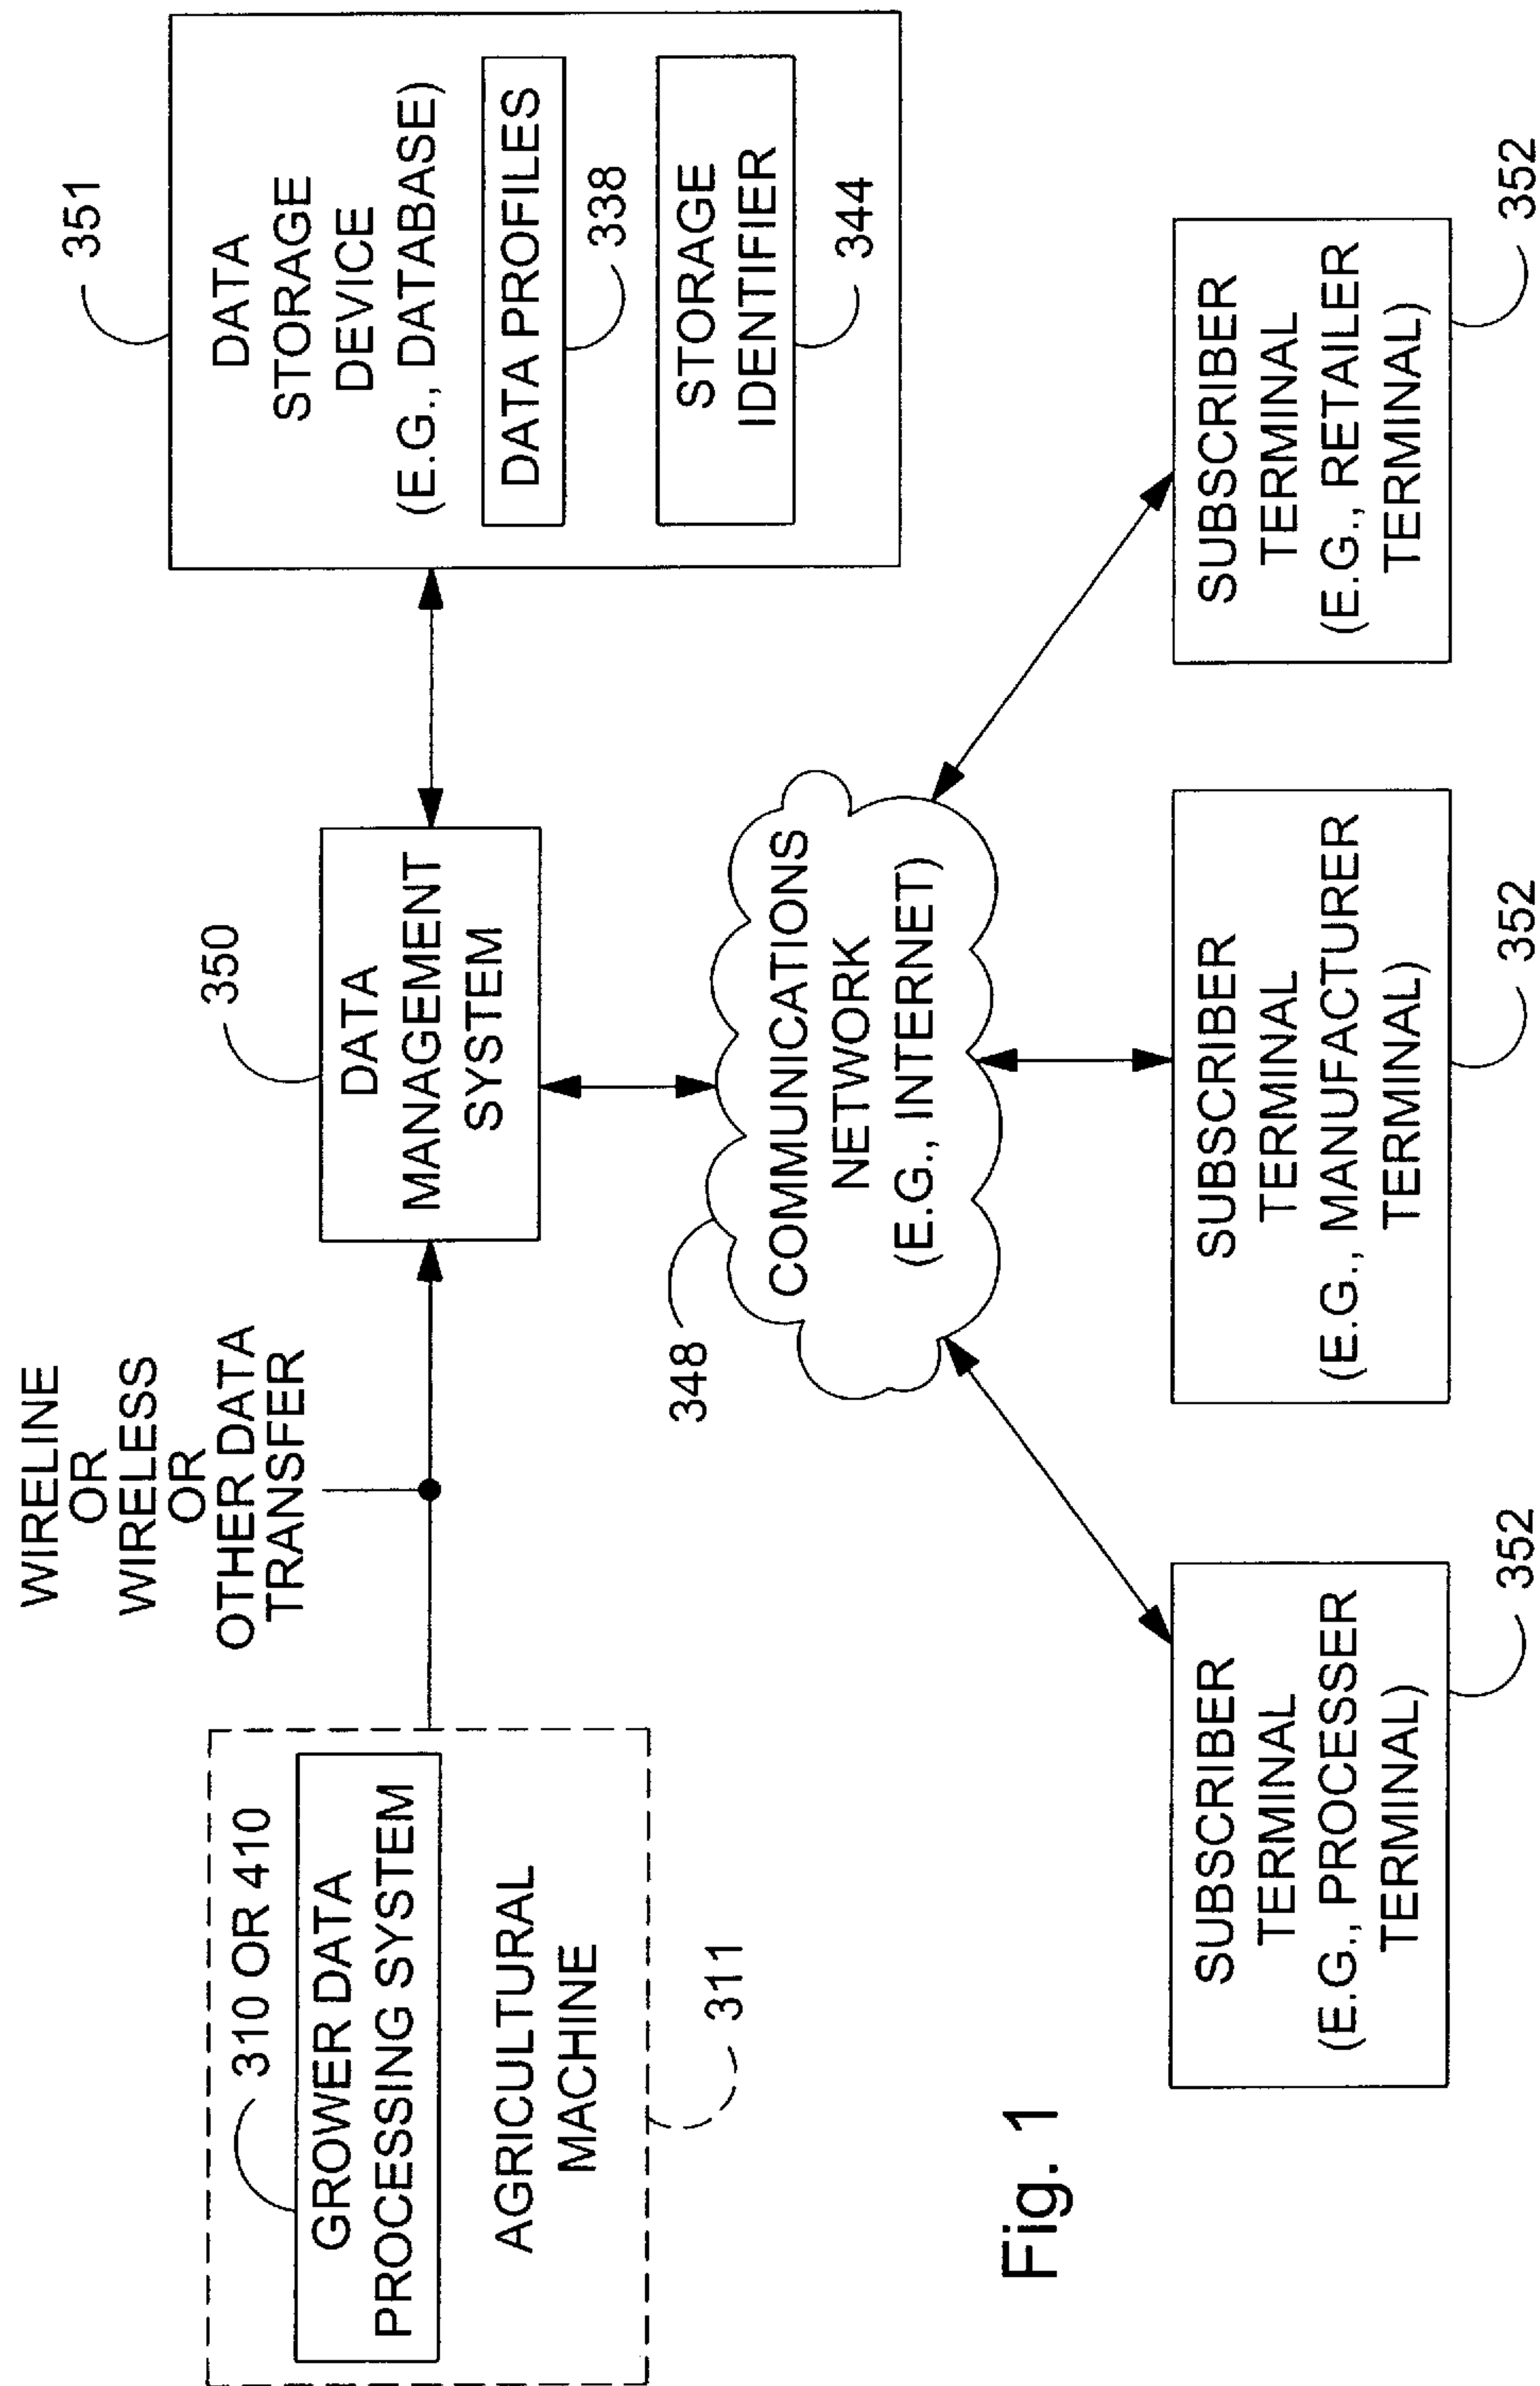 WIRELINE
OR
WIRELESS
OR
OTHER DATA
TRANSFER
310 OR 410
GROWER DATA
PROCESSING SYSTEM
AGRICULTURAL
MACHINE
311
350
DATA
MANAGEMENT
SYSTEM
351
DATA
STORAGE
DEVICE
(E.G., DATABASE)
DATA PROFILES
338
STORAGE
IDENTIFIER
344
348
COMMUNICATIONS
NETWORK
(E.G., INTERNET)
SUBSCRIBER
TERMINAL
(E.G., PROCESSER
TERMINAL)
352
SUBSCRIBER
TERMINAL
(E.G., MANUFACTURER
TERMINAL)
352
SUBSCRIBER
TERMINAL
(E.G., RETAILER
TERMINAL)
352
Fig. 1